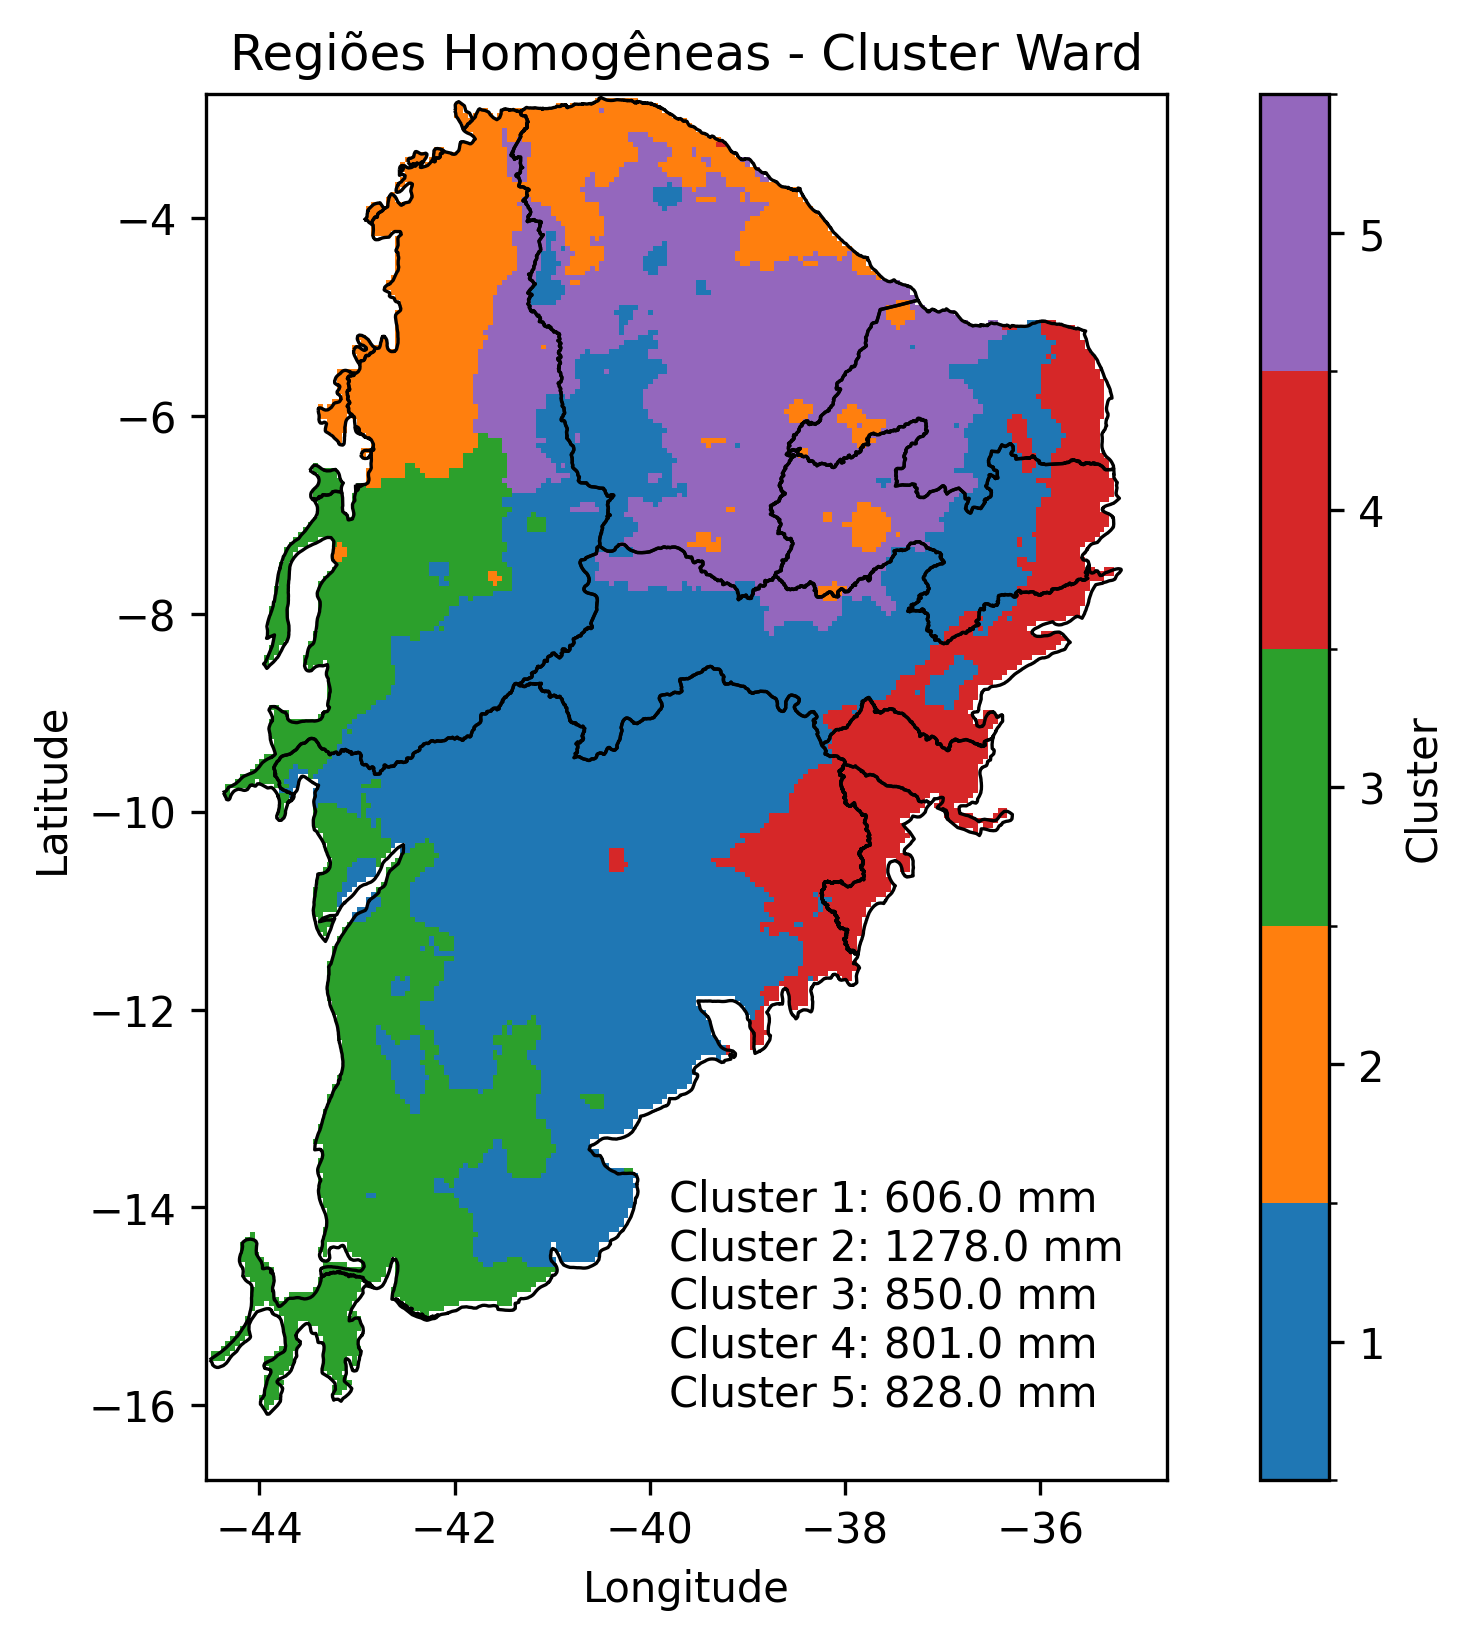 Regiões Homogêneas - Cluster Ward
−4
−6
−8
−10
−12
−14
−16
Latitude
−44
−42
−40
−38
−36
Longitude
Cluster 1: 606.0 mm
Cluster 2: 1278.0 mm
Cluster 3: 850.0 mm
Cluster 4: 801.0 mm
Cluster 5: 828.0 mm
5
4
3
2
1
Cluster